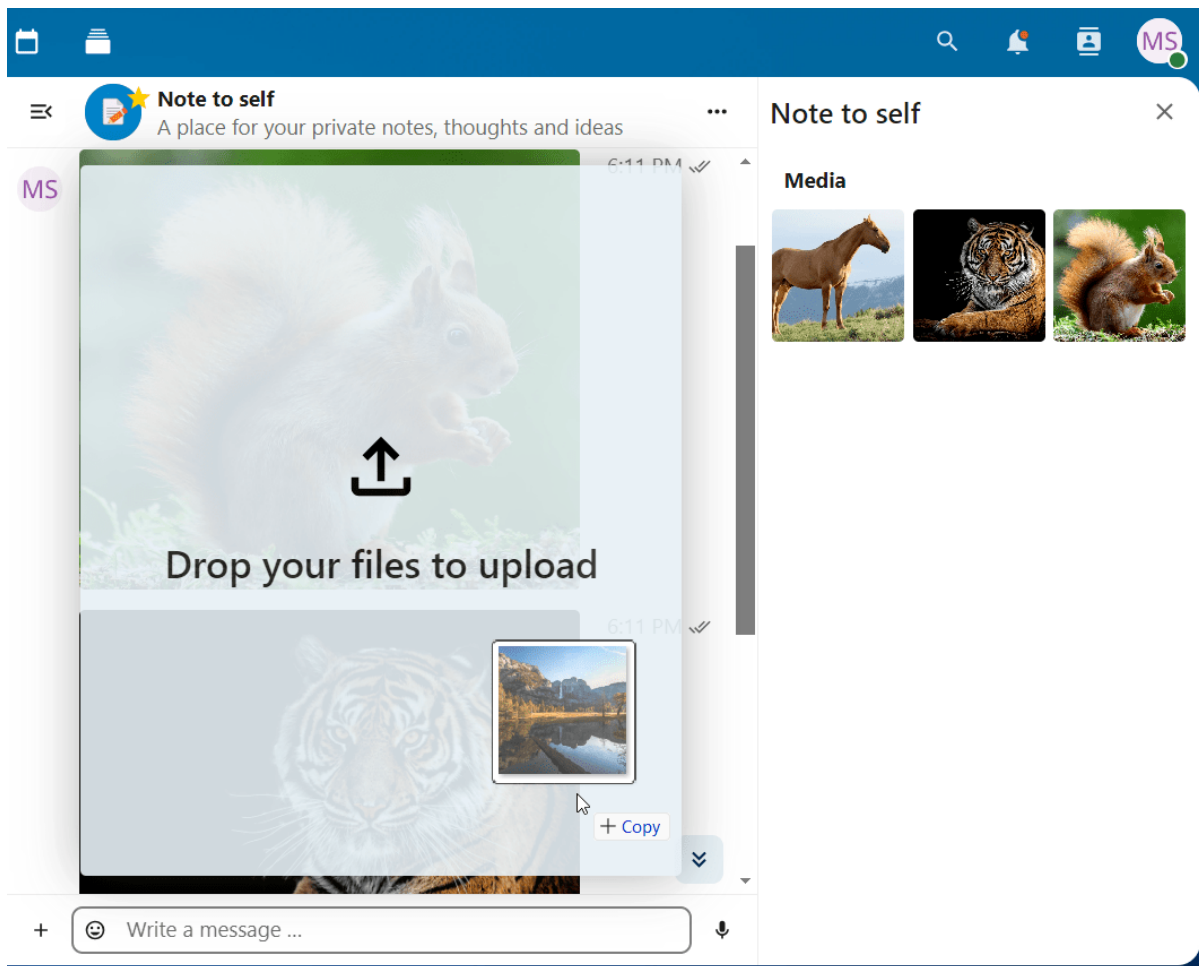 MS
Note to self
A place for your private notes, thoughts and ideas
Note to self
Media
MS
6:11 PM
Drop your files to upload
6:11 PM
Copy
Write a message ...